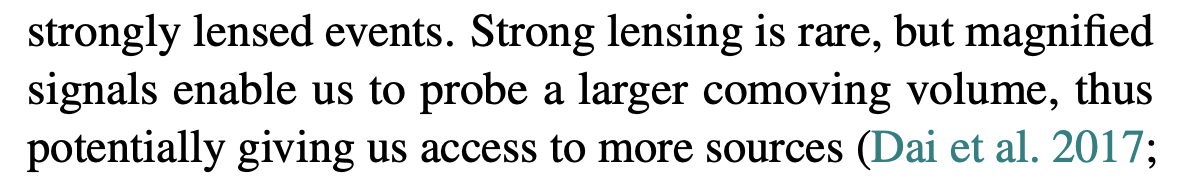 strongly lensed events. Strong lensing is rare, but magnified
signals enable us to probe a larger comoving volume, thus
potentially giving us access to more sources (Dai et al. 2017;